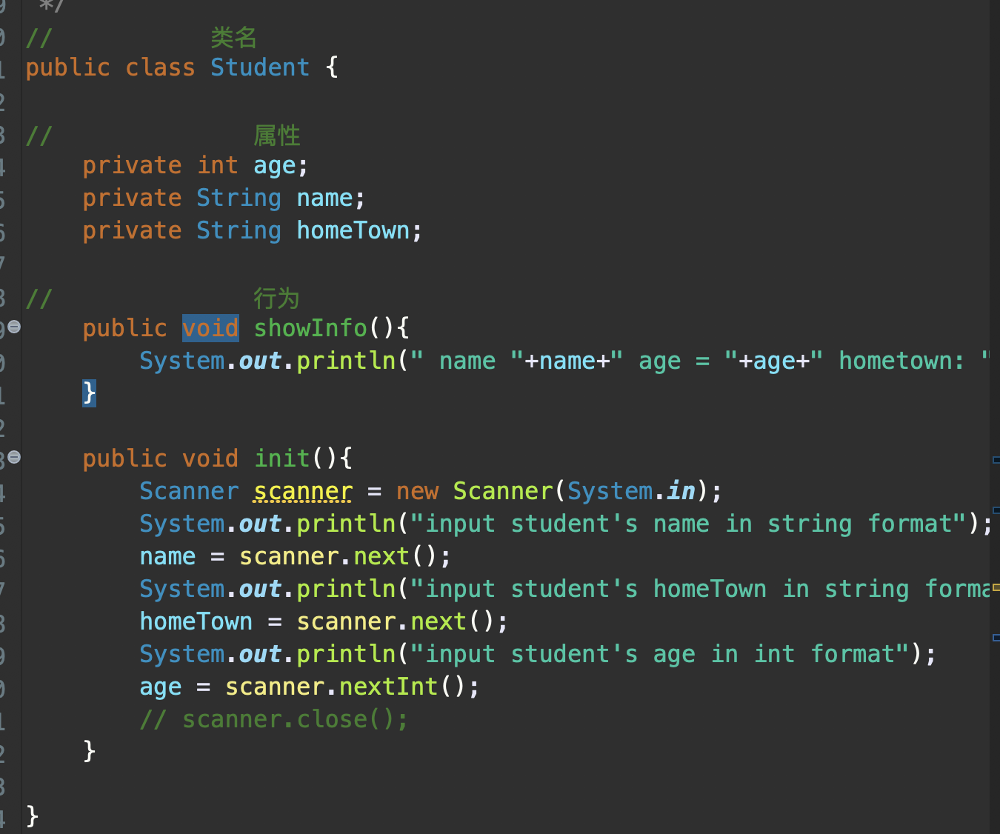 */
// 类名
public class Student {
// 属性
private int age;
private String name;
private String homeTown;
// 行为
public void showInfo(){
System.out.println(" name "+name+" age = "+age+" hometown: "
}
public void init(){
Scanner scanner = new Scanner(System.in);
System.out.println("input student's name in string format");
name = scanner.next();
System.out.println("input student's homeTown in string forma
homeTown = scanner.next();
System.out.println("input student's age in int format");
age = scanner.nextInt();
// scanner.close();
}
}